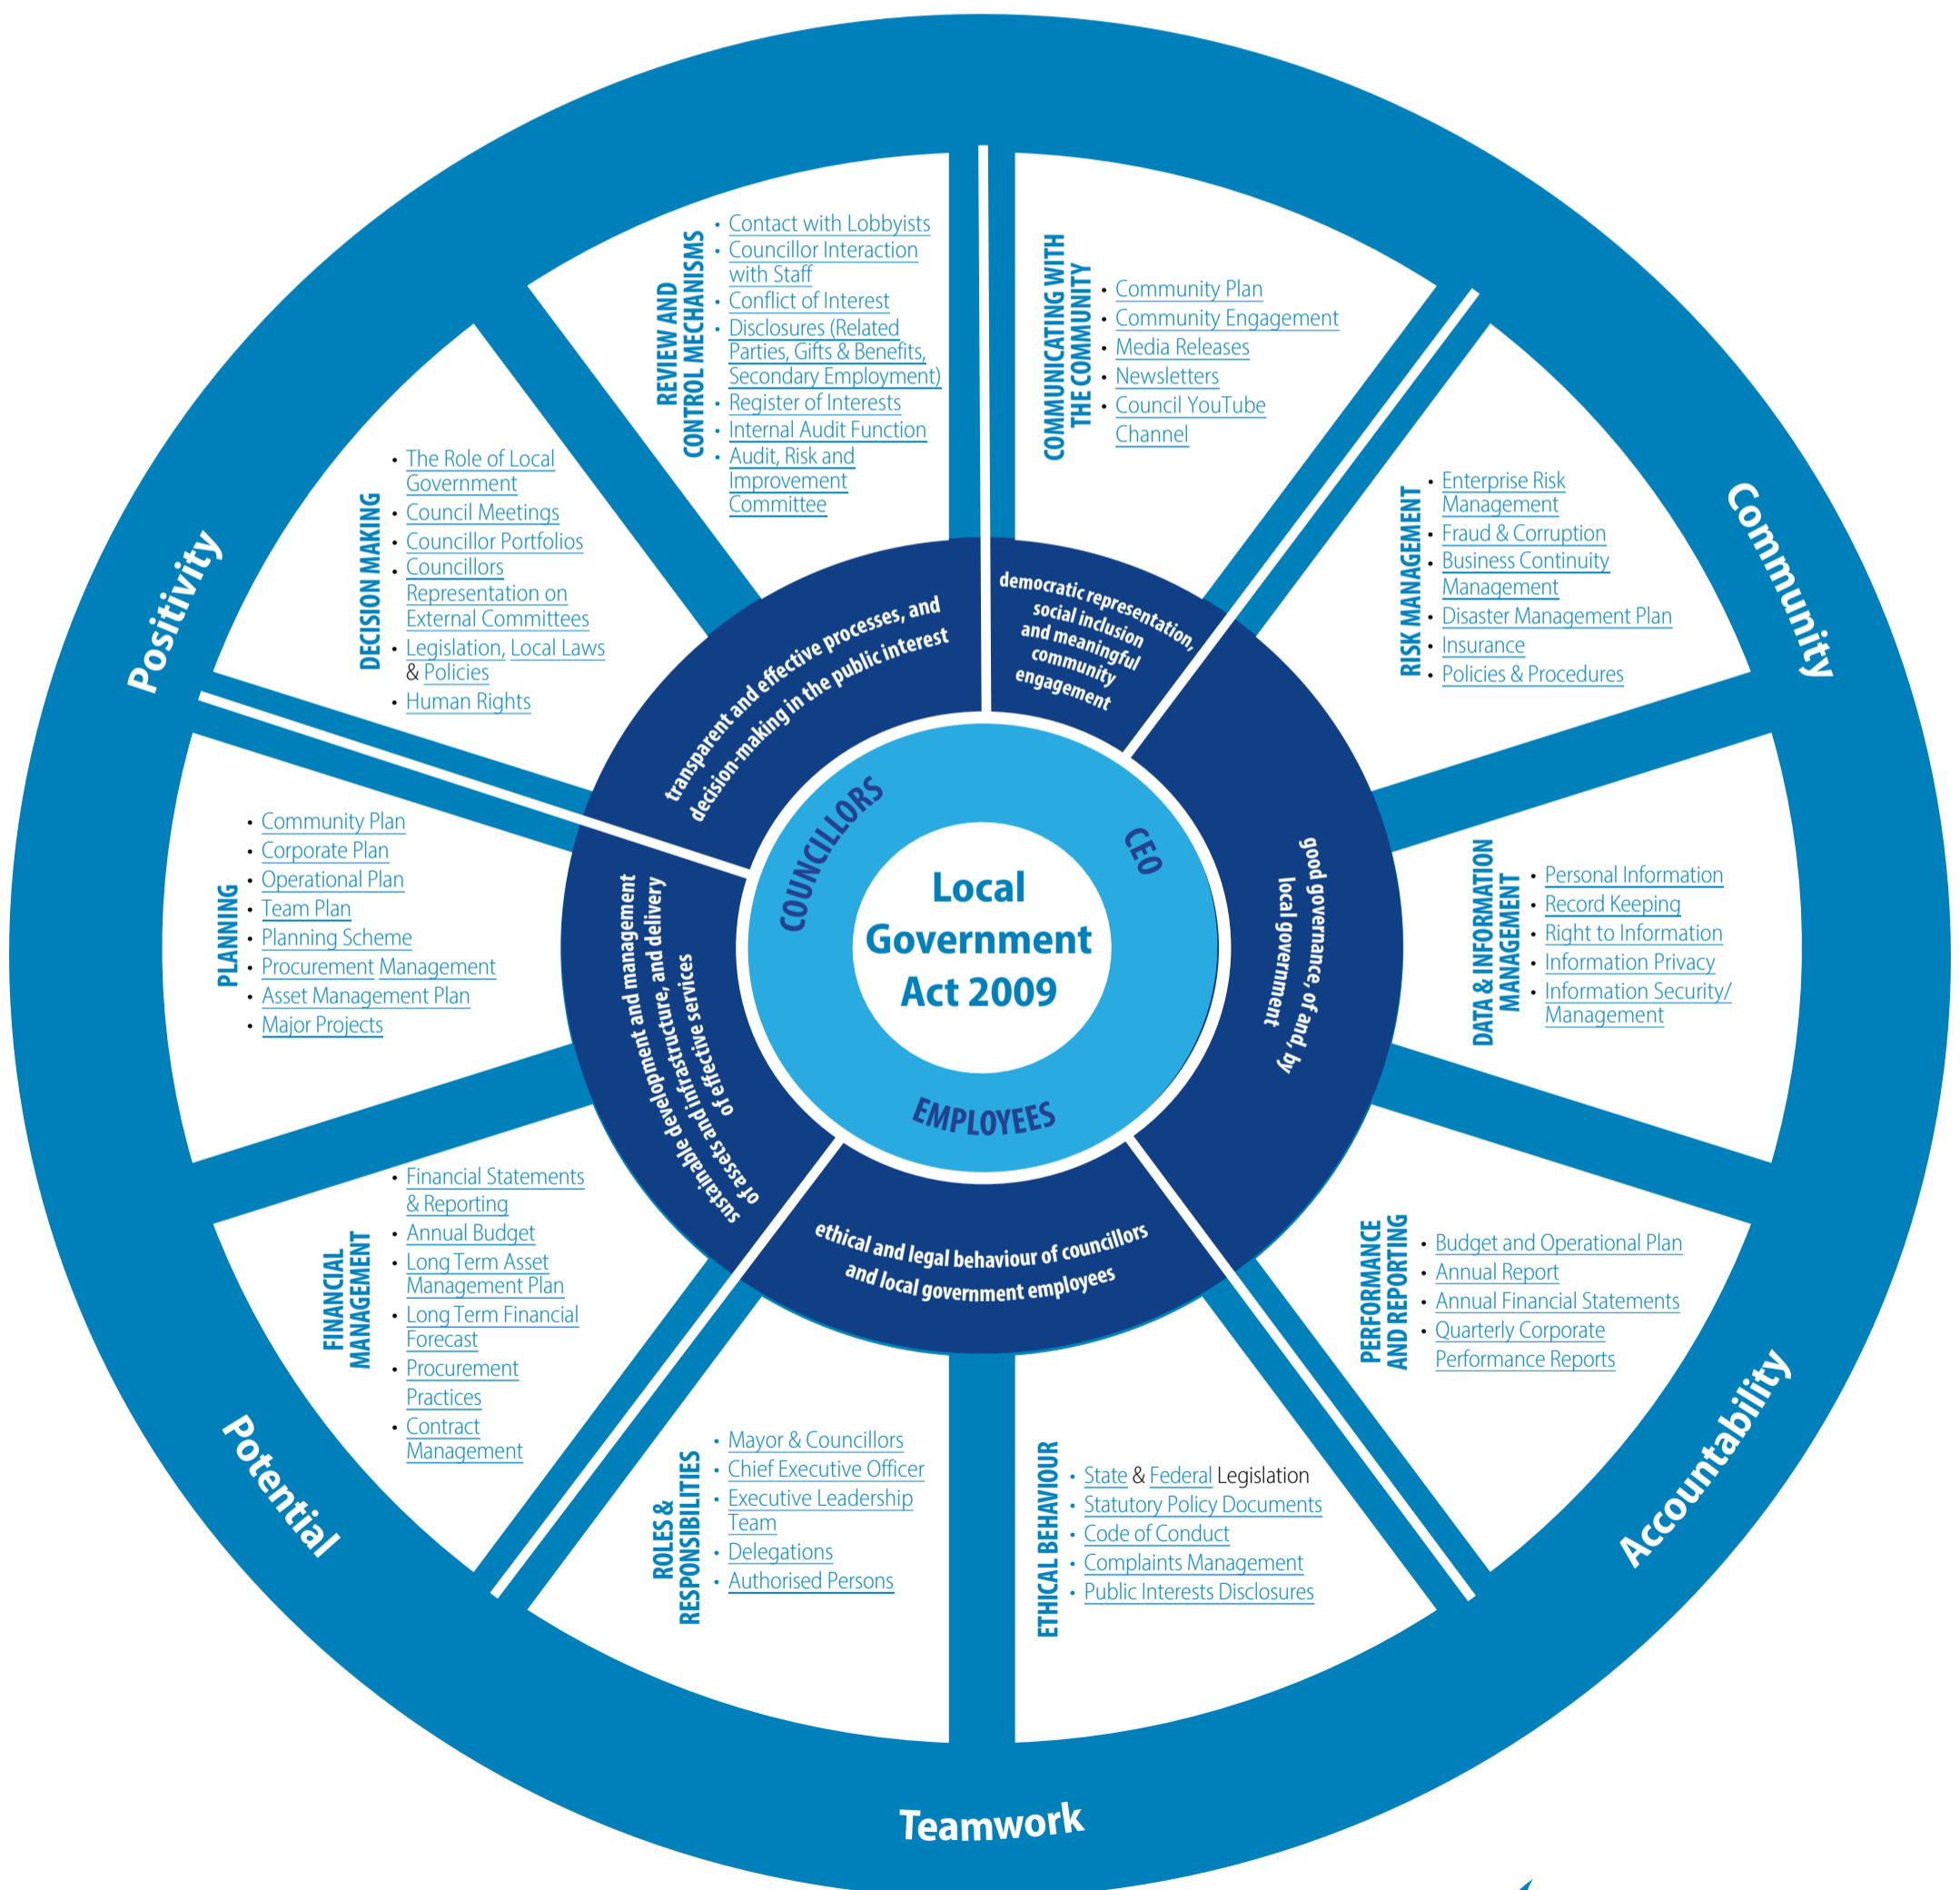 Positivity
Community
Accountability
Teamwork
Potential
REVIEW AND
CONTROL MECHANISMS
• Contact with Lobbyists
• Councillor Interaction
with Staff
• Conflict of Interest
• Disclosures (Related
Parties, Gifts & Benefits,
Secondary Employment)
• Register of Interests
• Internal Audit Function
• Audit, Risk and
Improvement
Committee
COMMUNICATING WITH
THE COMMUNITY
• Community Plan
• Community Engagement
• Media Releases
• Newsletters
• Council YouTube
Channel
RISK MANAGEMENT
• Enterprise Risk
Management
• Fraud & Corruption
• Business Continuity
Management
• Disaster Management Plan
• Insurance
• Policies & Procedures
DATA & INFORMATION
MANAGEMENT
• Personal Information
• Record Keeping
• Right to Information
• Information Privacy
• Information Security/
Management
PERFORMANCE
AND REPORTING
• Budget and Operational Plan
• Annual Report
• Annual Financial Statements
• Quarterly Corporate
Performance Reports
ETHICAL BEHAVIOUR
• State & Federal Legislation
• Statutory Policy Documents
• Code of Conduct
• Complaints Management
• Public Interests Disclosures
ROLES &
RESPONSIBILITIES
• Mayor & Councillors
• Chief Executive Officer
• Executive Leadership
Team
• Delegations
• Authorised Persons
FINANCIAL
MANAGEMENT
• Financial Statements
& Reporting
• Annual Budget
• Long Term Asset
Management Plan
• Long Term Financial
Forecast
• Procurement
Practices
• Contract
Management
PLANNING
• Community Plan
• Corporate Plan
• Operational Plan
• Team Plan
• Planning Scheme
• Procurement Management
• Asset Management Plan
• Major Projects
DECISION MAKING
• The Role of Local
Government
• Council Meetings
• Councillor Portfolios
• Councillors
Representation on
External Committees
• Legislation, Local Laws
& Policies
• Human Rights
transparent and effective processes, and
decision-making in the public interest
democratic representation,
social inclusion
and meaningful
community
engagement
good governance, of and, by
local government
ethical and legal behaviour of councillors
and local government employees
sustainable development and management
of assets and infrastructure, and delivery
of effective services
COUNCILLORS
CEO
EMPLOYEES
Local
Government
Act 2009